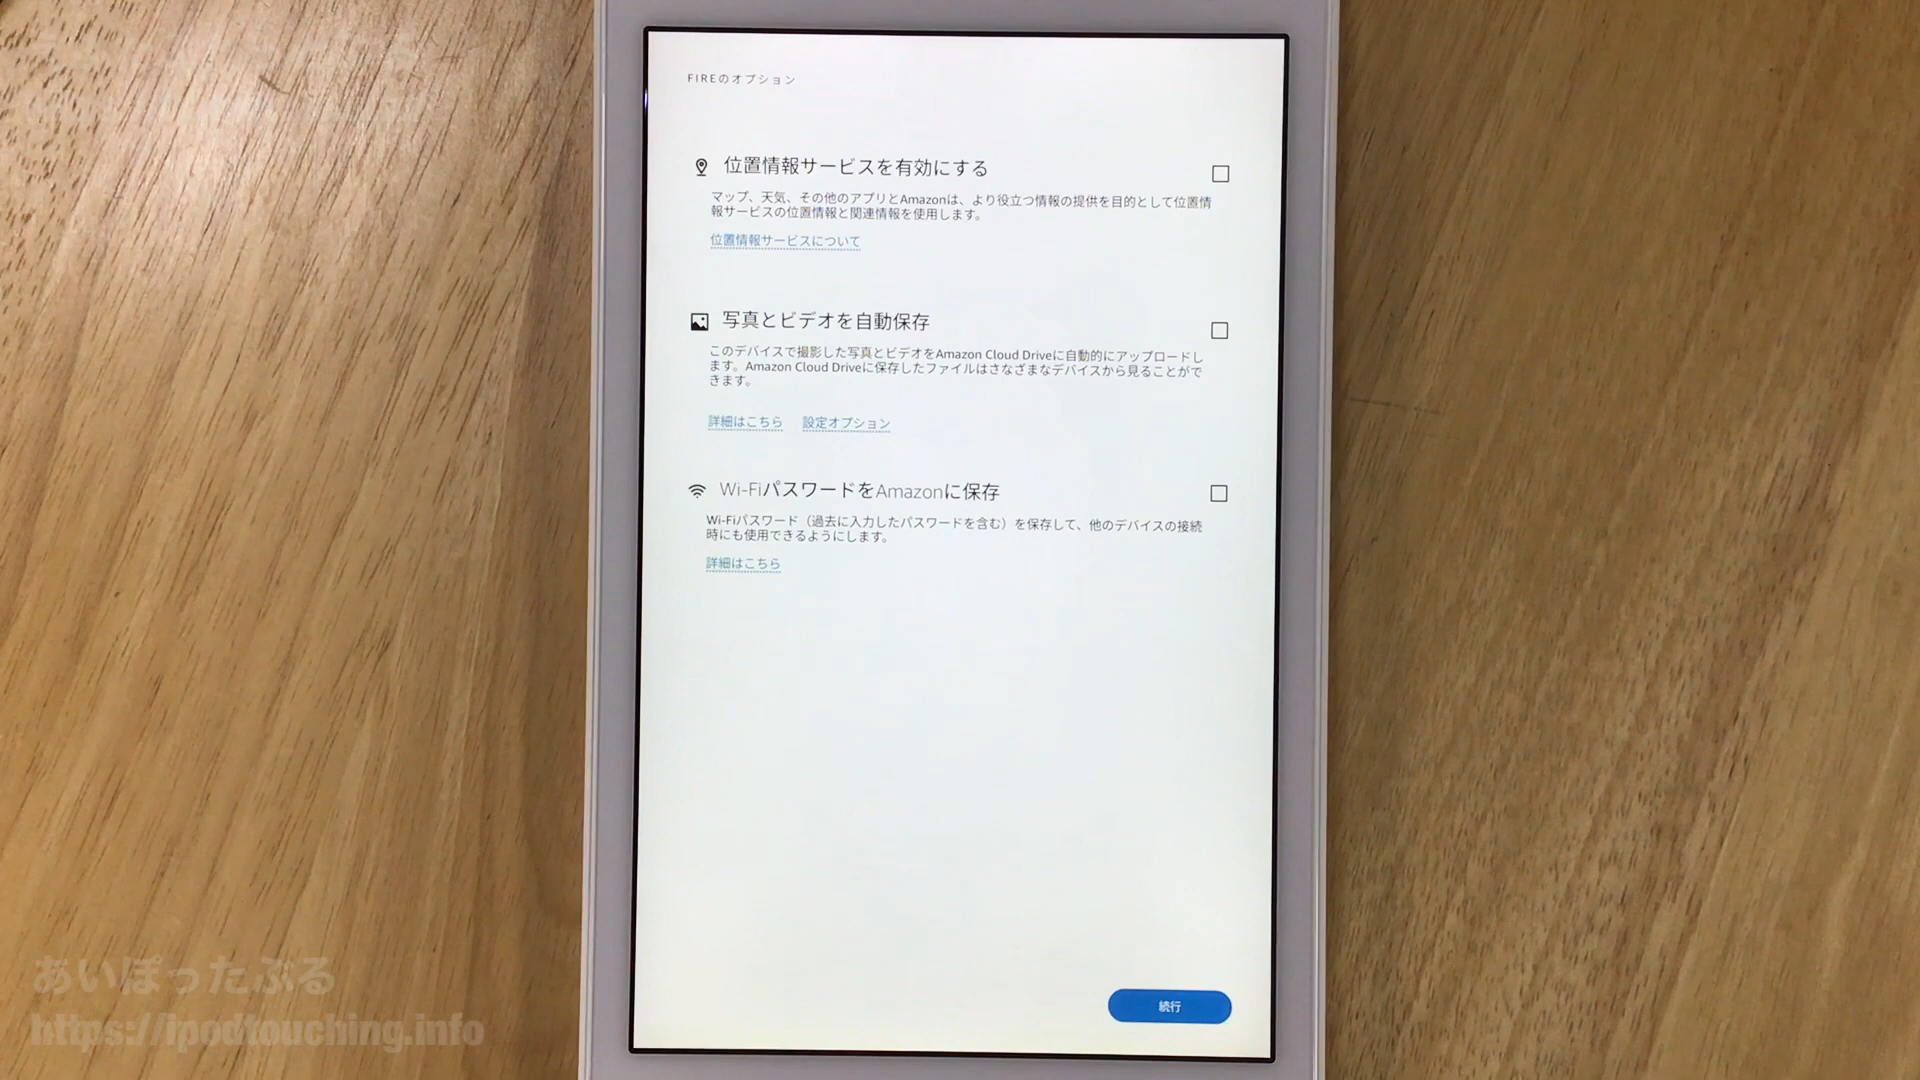 FIREのオプション
位置情報サービスを有効にする
マップ、天気、その他のアプリとAmazonは、より役立つ情報の提供を目的として位置情
報サービスの位置情報と関連情報を使用します。
位置情報サービスについて
写真とビデオを自動保存
このデバイスで撮影した写真とビデオをAmazon Cloud Driveに自動的にアップロードし
ます。Amazon Cloud Driveに保存したファイルはさなざまなデバイスから見ることがで
きます。
詳細はこちら 設定オプション
Wi-FiパスワードをAmazonに保存
Wi-Fiパスワード（過去に入力したパスワードを含む）を保存して、他のデバイスの接続
時にも使用できるようにします。
詳細はこちら
続行
あいぽったぶる
https://ipodtouching.info